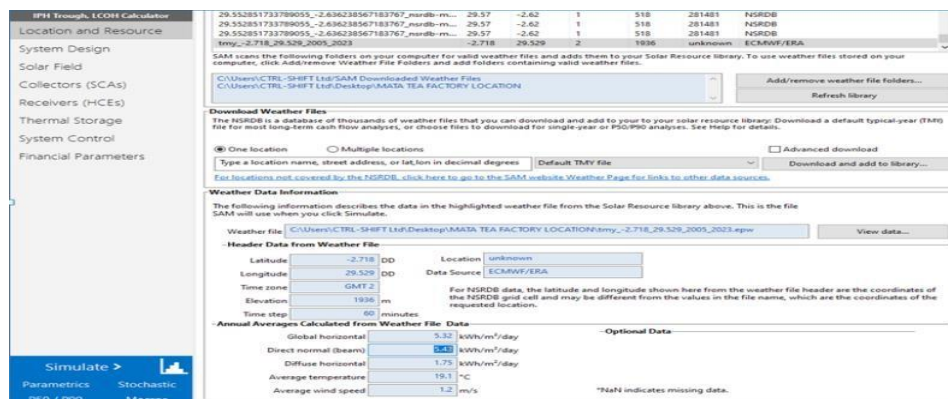 IPH Trough, LCOH Calculator
Location and Resource
System Design
Solar Field
Collectors (SCAs)
Receivers (HCEs)
Thermal Storage
System Control
Financial Parameters
Simulate >
Parametrics Stochastic
P50 / P90 Macros
29.552851733789055_-2.636238567183767_nsrdb-m... 29.57 -2.62 1 518 281481 NSRDB
29.552851733789055_-2.636238567183767_nsrdb-m... 29.57 -2.62 1 518 281481 NSRDB
tmy_-2.718_29.529_2005_2023 -2.718 29.529 2 1936 unknown ECMWF/ERA
SAM scans the following folders on your computer for valid weather files and adds them to your Solar Resource library. To use weather files stored on your
computer, click Add/remove Weather File Folders and add folders containing valid weather files.
C:\Users\CTRL-SHIFT Ltd/SAM Downloaded Weather Files
C:\Users\CTRL-SHIFT Ltd\Desktop\MATA TEA FACTORY LOCATION
Add/remove weather file folders...
Refresh library
Download Weather Files
The NSRDB is a database of thousands of weather files that you can download and add to your to your solar resource library: Download a default typical-year (TMY)
file for most long-term cash flow analyses, or choose files to download for single-year or P50/P90 analyses. See Help for details.
One location Multiple locations Advanced download
Type a location name, street address, or lat,lon in decimal degrees Default TMY file Download and add to library...
For locations not covered by the NSRDB, click here to go to the SAM website Weather Page for links to other data sources.
Weather Data Information
The following information describes the data in the highlighted weather file from the Solar Resource library above. This is the file
SAM will use when you click Simulate.
Weather file C:\Users\CTRL-SHIFT Ltd\Desktop\MATA TEA FACTORY LOCATION\tmy_-2.718_29.529_2005_2023.epw View data...
Header Data from Weather File
Latitude -2.718 DD Location unknown
Longitude 29.529 DD Data Source ECMWF/ERA
Time zone GMT 2
Elevation 1936 m
Time step 60 minutes
For NSRDB data, the latitude and longitude shown here from the weather file header are the coordinates of
the NSRDB grid cell and may be different from the values in the file name, which are the coordinates of the
requested location.
Annual Averages Calculated from Weather File Data
Global horizontal 5.32 kWh/m²/day
Direct normal (beam) 5.47 kWh/m²/day
Diffuse horizontal 1.75 kWh/m²/day
Average temperature 19.1 °C
Average wind speed 1.2 m/s
Optional Data
*NaN indicates missing data.